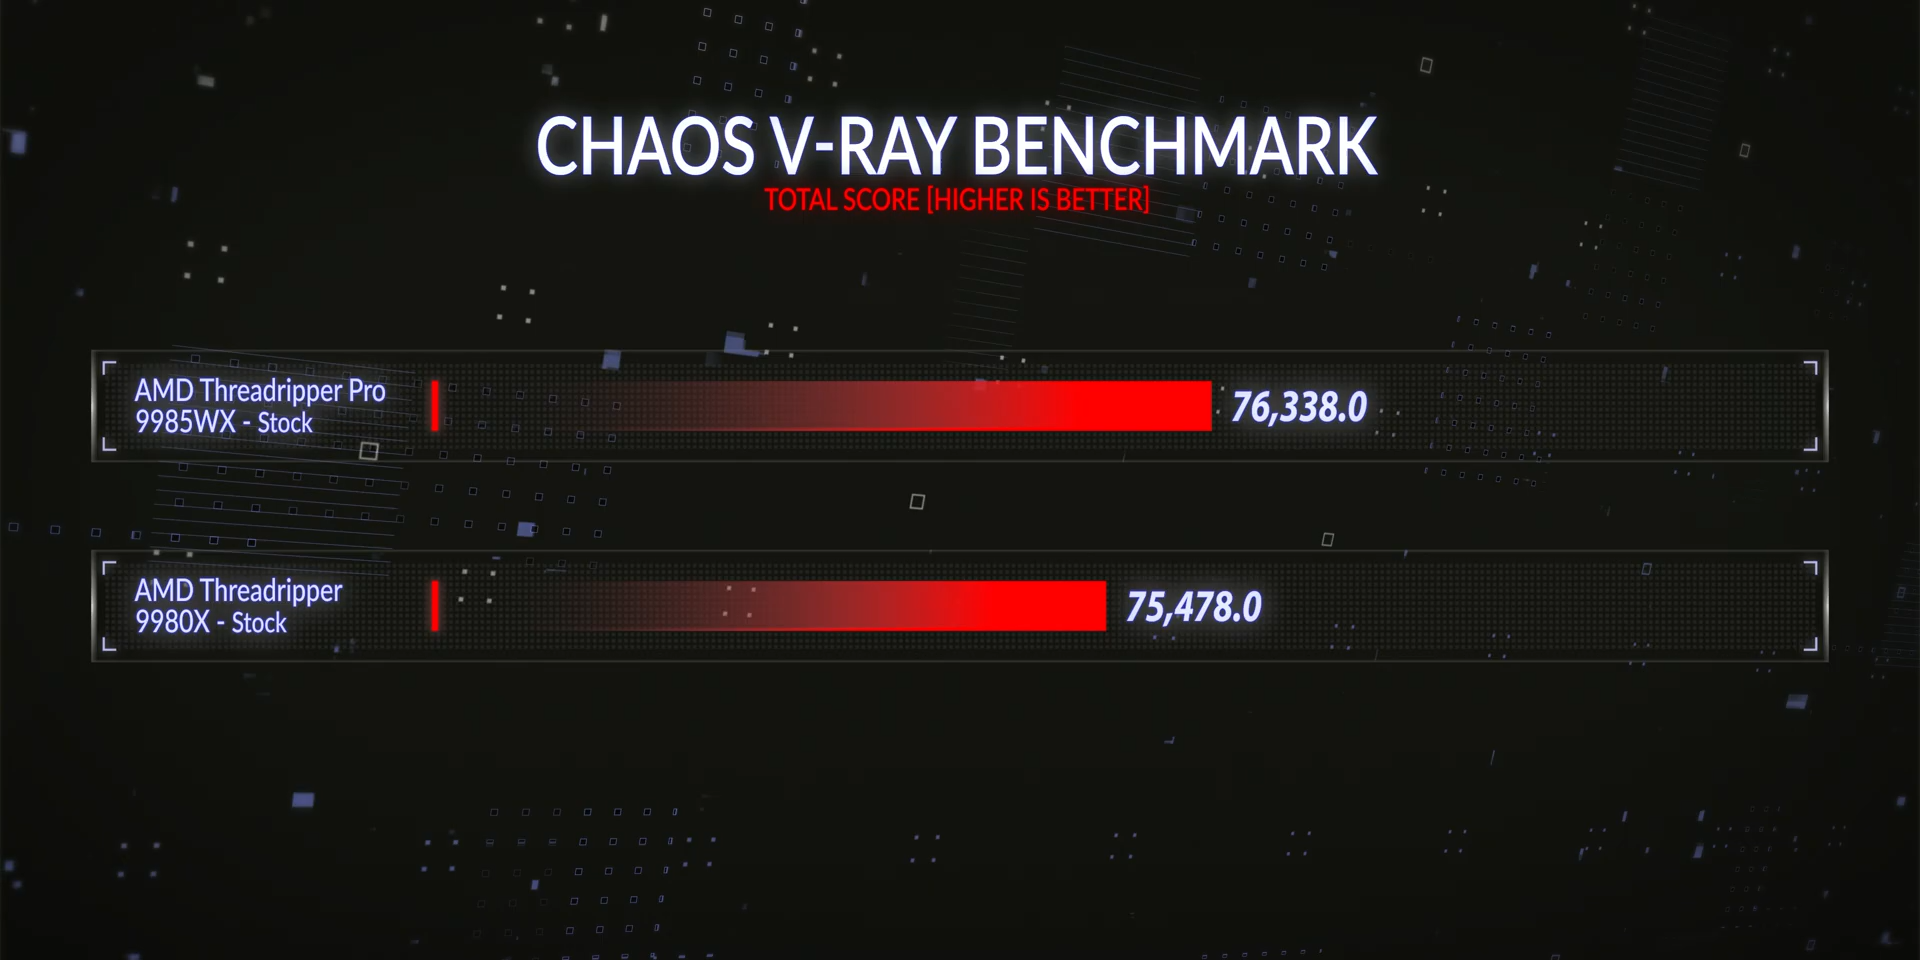 CHAOS V-RAY BENCHMARK
TOTAL SCORE [HIGHER IS BETTER]
AMD Threadripper Pro
9985WX - Stock
76,338.0
AMD Threadripper
9980X - Stock
75,478.0